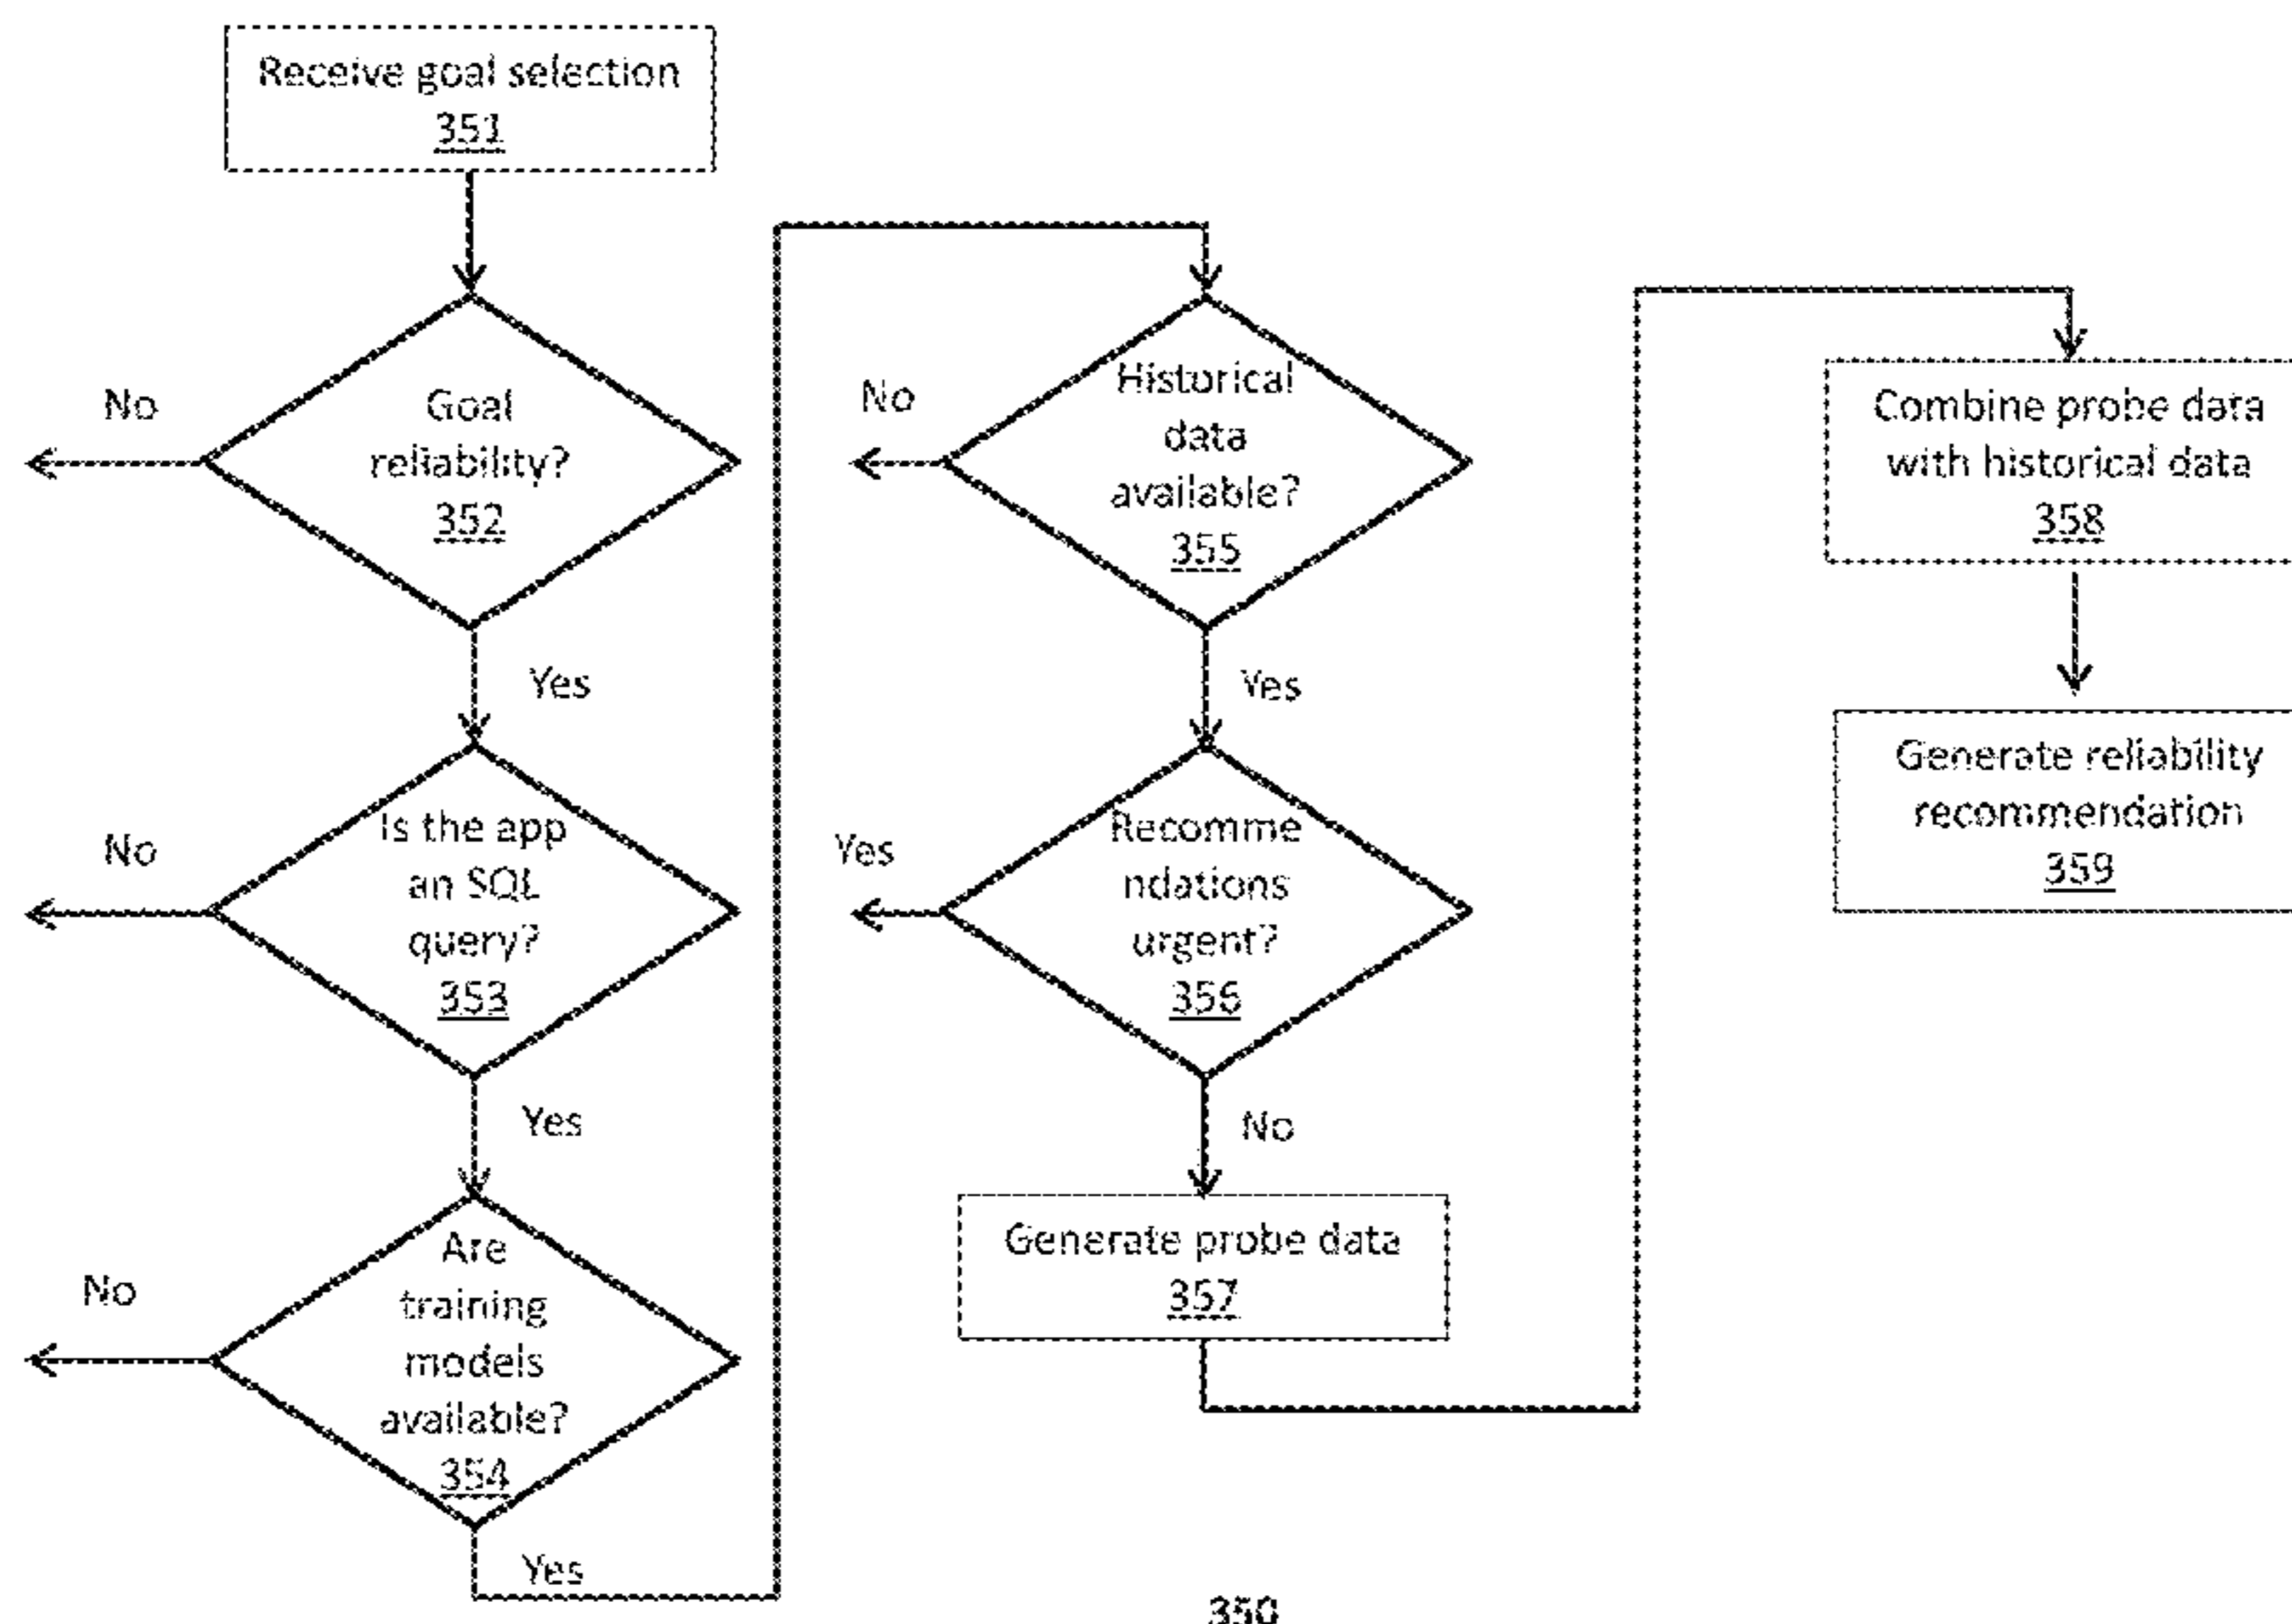 Receive goal selection
351
Goal
reliability?
352
No
Yes
Is the app
an SQL
query?
353
No
Yes
Are
training
models
available?
354
No
Yes
Historical
data
available?
355
No
Yes
Recomme
ndations
urgent?
356
Yes
No
Generate probe data
357
Combine probe data
with historical data
358
Generate reliability
recommendation
359
350